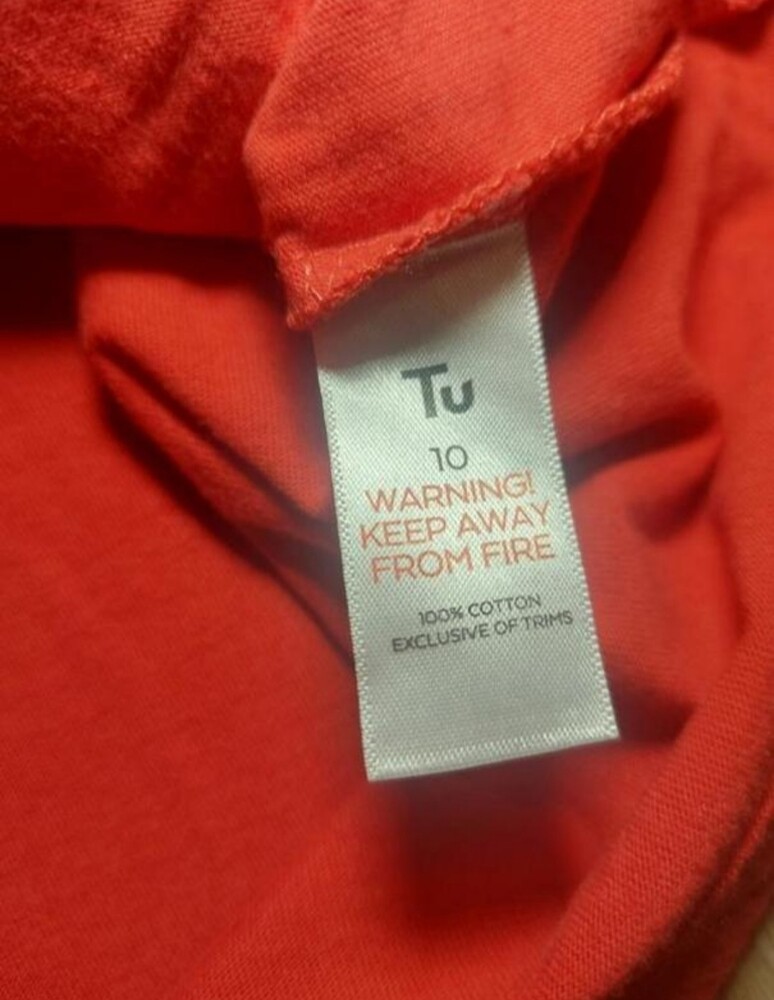 Tu
10
WARNING!
KEEP AWAY
FROM FIRE
100% COTTON
EXCLUSIVE OF TRIMS